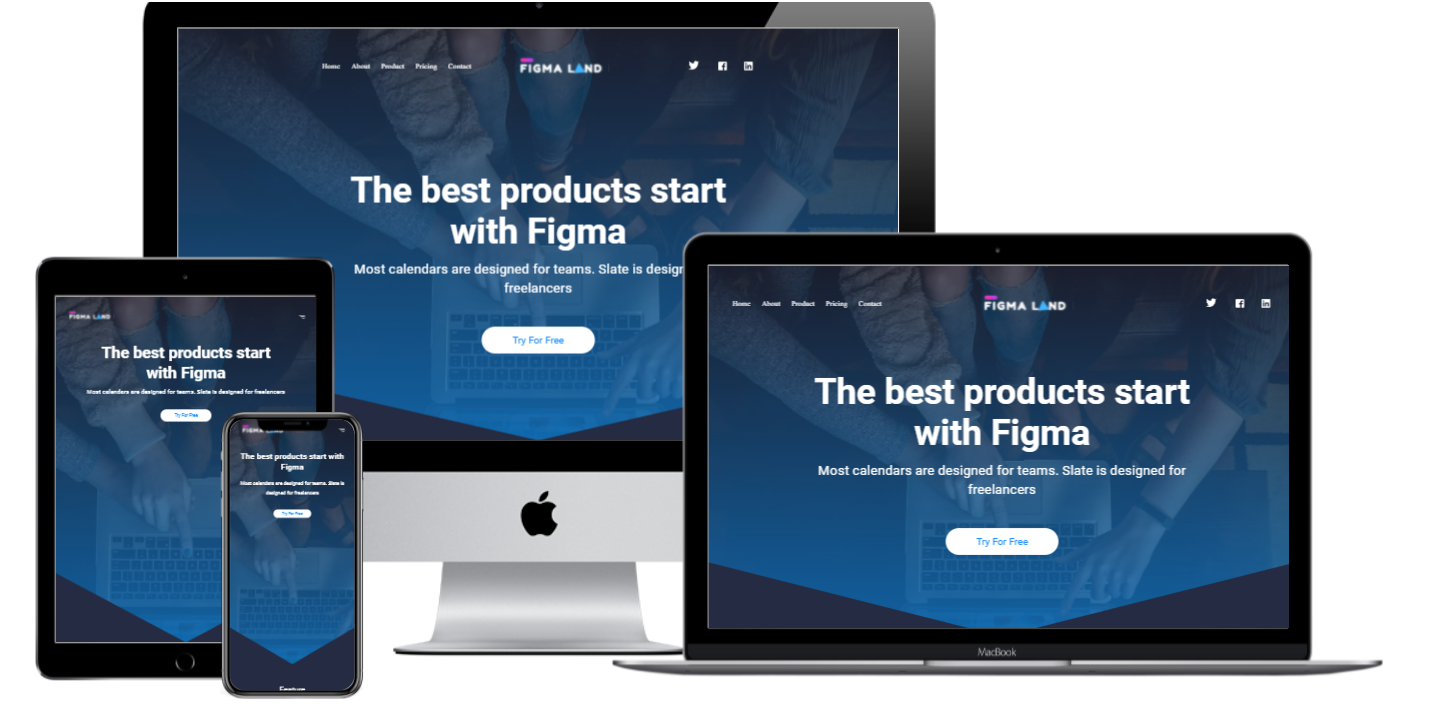 Home About Product Pricing Contact
FIGMA LAND
The best products start
with Figma
Most calendars are designed for teams. Slate is desig
freelancers
Try For Free
FIGMA LAND
The best products start
with Figma
Most calendars are designed for teams. Slate is designed for freelancers
Try For Free
FIGMA LAND
The best products start with
Figma
Most calendars are designed for teams. Slate is
designed for freelancers
Try For Free
Home About Product Pricing Contact
FIGMA LAND
The best products start
with Figma
Most calendars are designed for teams. Slate is designed for
freelancers
Try For Free
MacBook